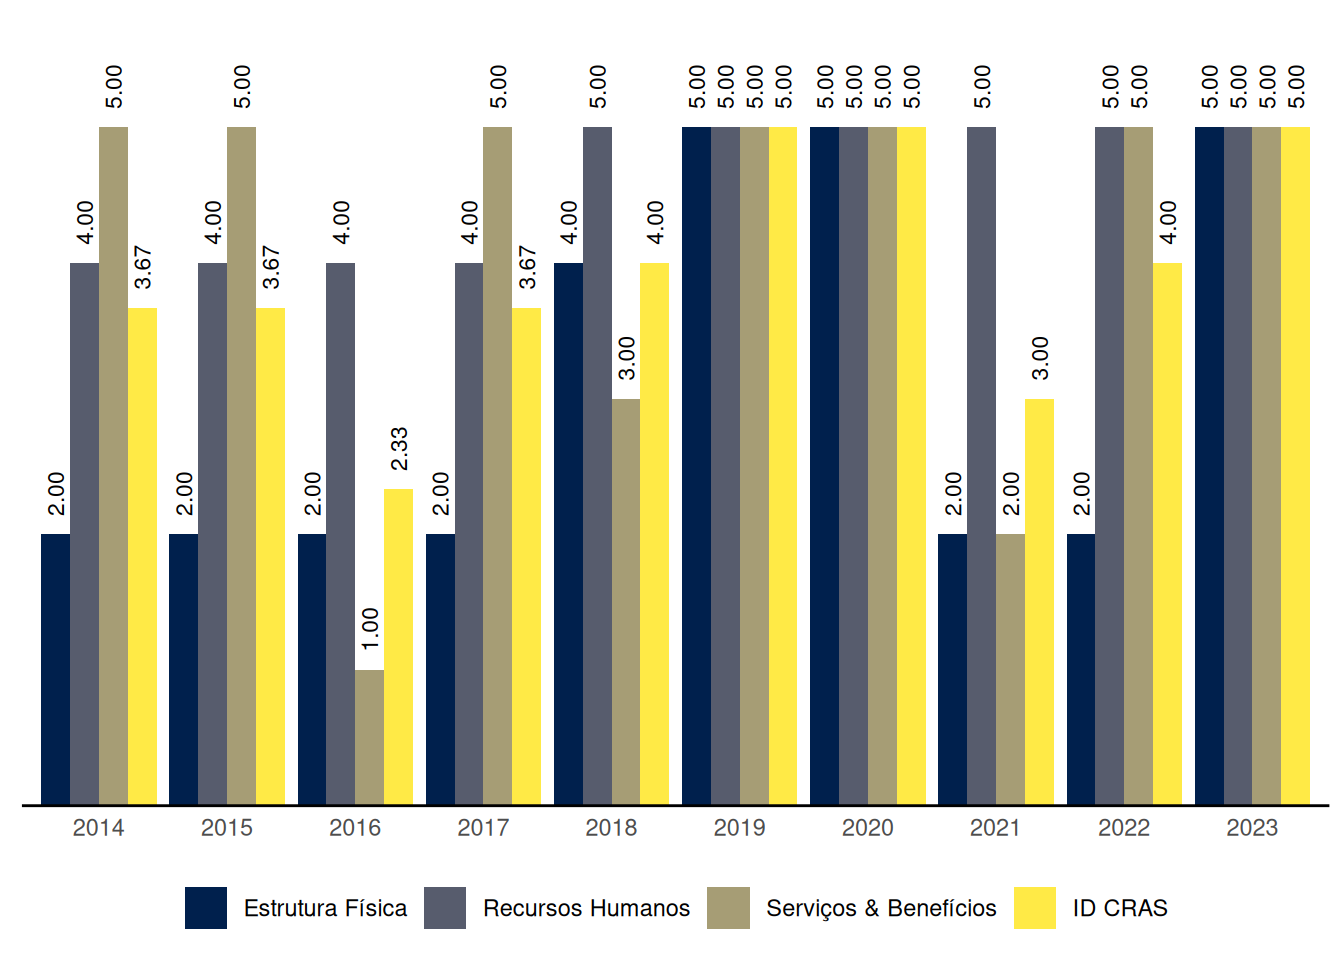 5.00 5.00 5.00 5.00 5.00 5.00 5.00 5.00 5.00 5.00 5.00 5.00 5.00 5.00 5.00 5.00 5.00 5.00 5.00
4.00 4.00 4.00 4.00 4.00 4.00 4.00
3.67 3.67 3.67
3.00 3.00
2.33
2.00 2.00 2.00 2.00 2.00 2.00 2.00
1.00
2014 2015 2016 2017 2018 2019 2020 2021 2022 2023
Estrutura Física Recursos Humanos Serviços & Benefícios ID CRAS